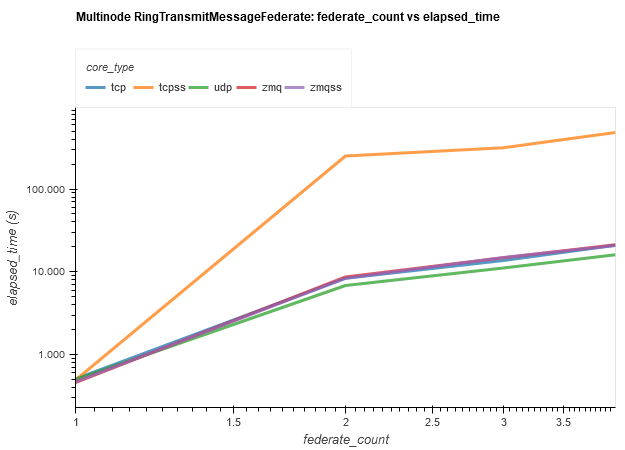 Multinode RingTransmitMessageFederate: federate_count vs elapsed_time
core_type
tcp tcpss udp zmq zmqss
100.000
10.000
1.000
elapsed_time (s)
1 1.5 2 2.5 3 3.5
federate_count